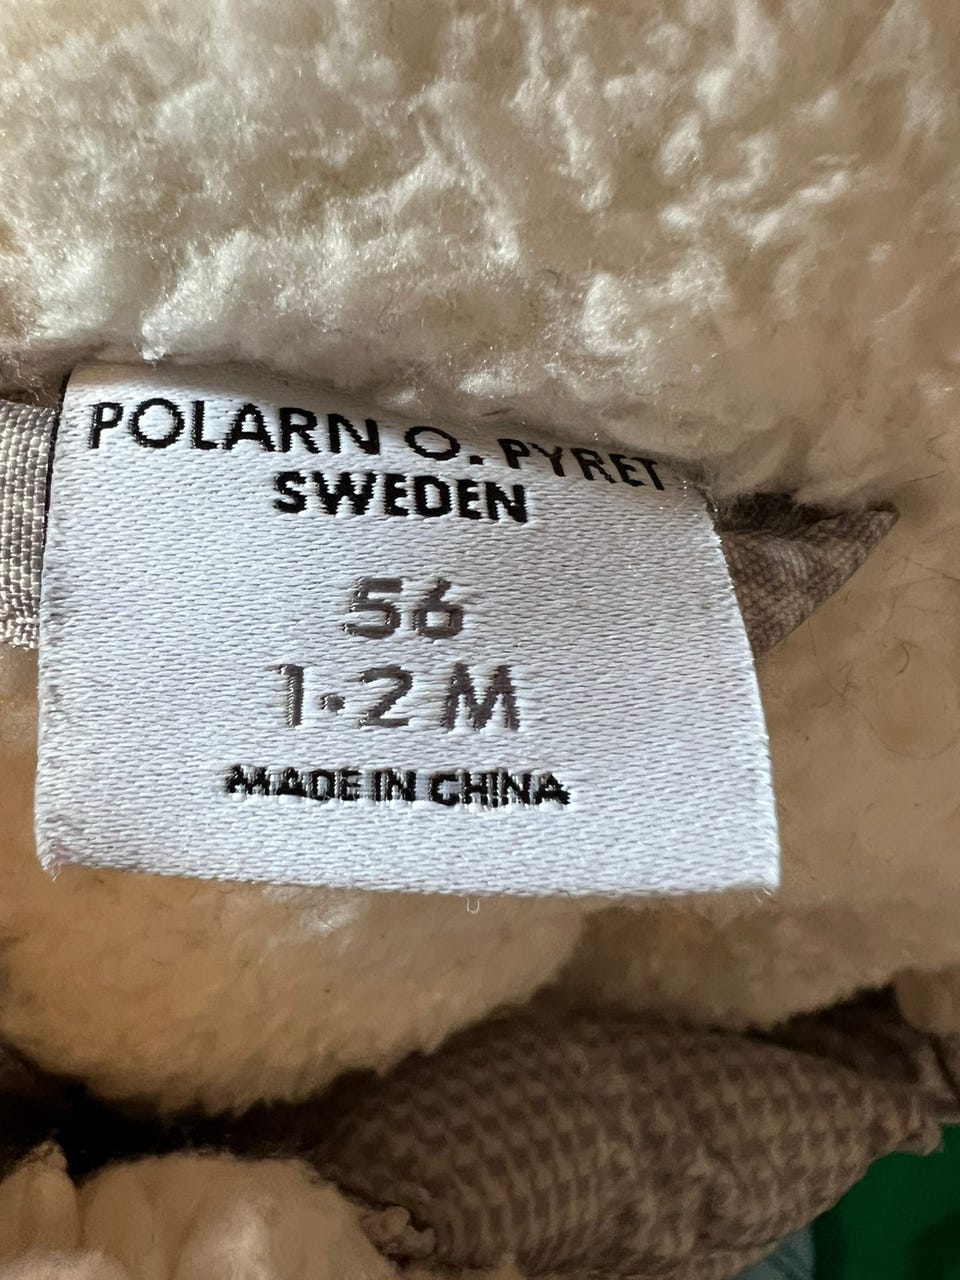 POLARN O. PYRET
SWEDEN
56
1-2 M
MADE IN CHINA